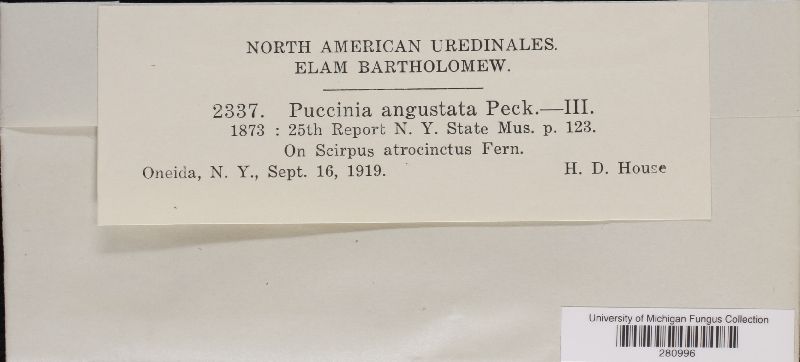 NORTH AMERICAN UREDINALES.
ELAM BARTHOLOMEW.
2337. Puccinia angustata Peck.—III.
1873 : 25th Report N. Y. State Mus. p. 123.
On Scirpus atrocinctus Fern.
Oneida, N. Y., Sept. 16, 1919. H. D. House
University of Michigan Fungus Collection
280996